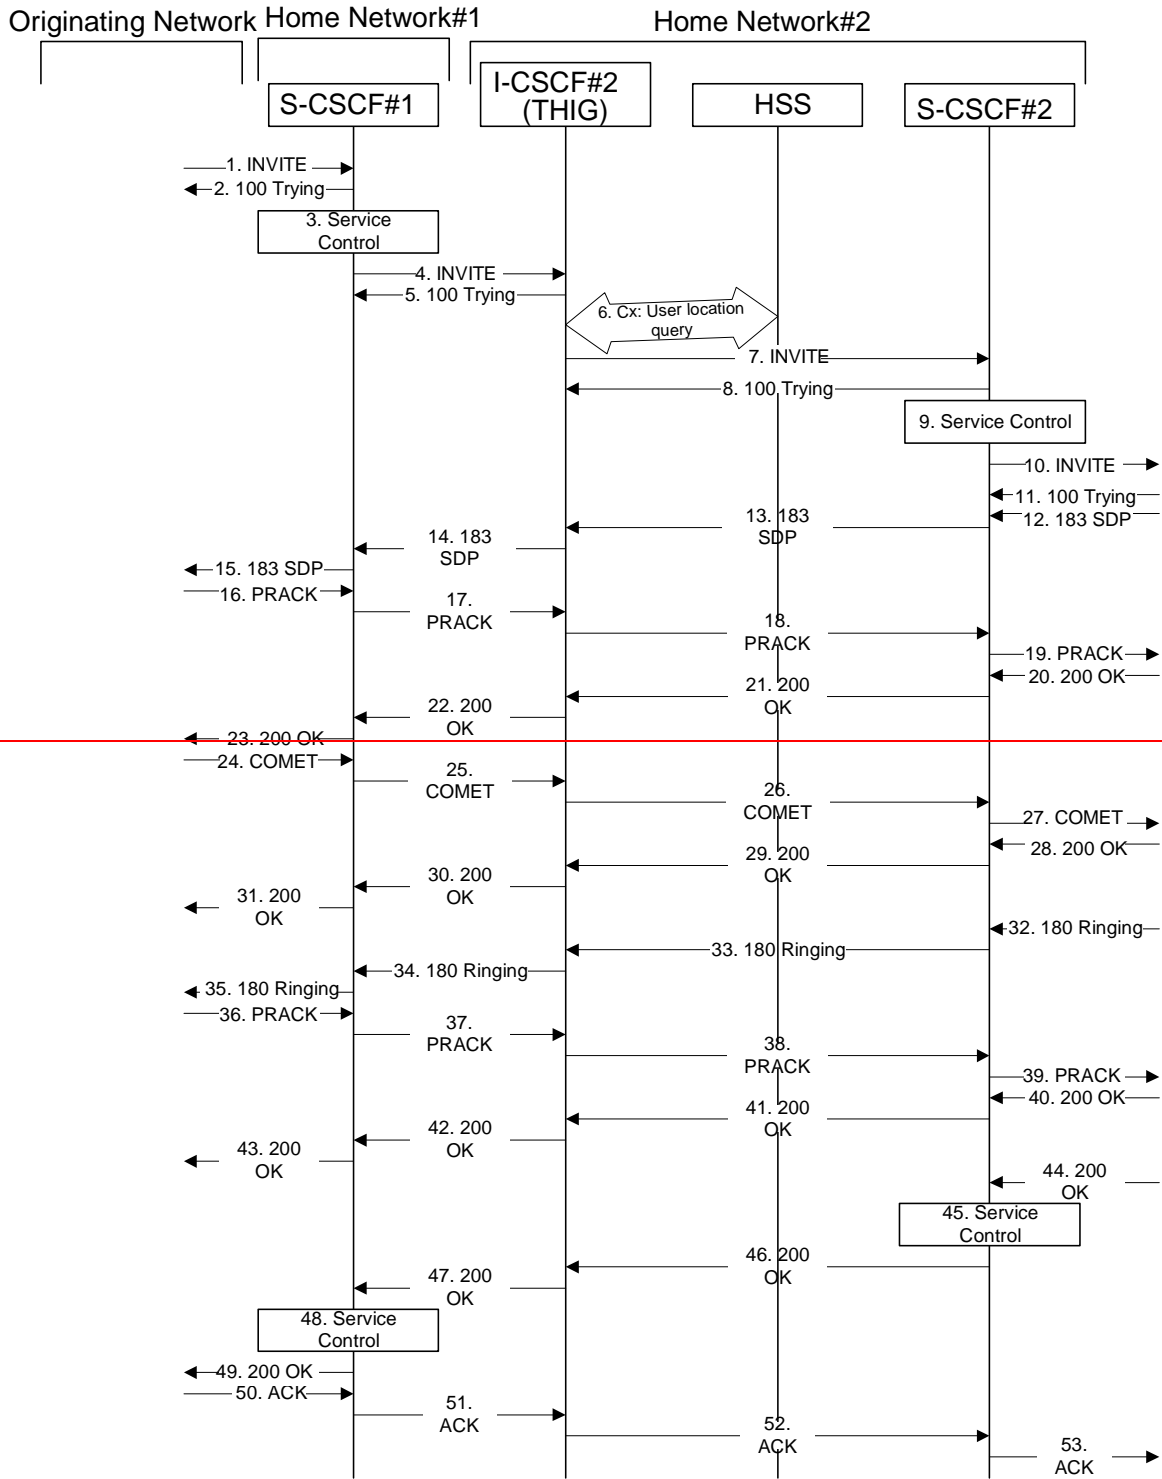 Originating Network
Home Network#1
Home Network#2
S-CSCF#1
I-CSCF#2
(THIG)
HSS
S-CSCF#2
1. INVITE
2. 100 Trying
3. Service
Control
4. INVITE
5. 100 Trying
6. Cx: User location
query
7. INVITE
8. 100 Trying
9. Service Control
10. INVITE
11. 100 Trying
12. 183 SDP
13. 183
SDP
14. 183
SDP
15. 183 SDP
16. PRACK
17.
PRACK
18.
PRACK
19. PRACK
20. 200 OK
21. 200
OK
22. 200
OK
23. 200 OK
24. COMET
25.
COMET
26.
COMET
27. COMET
28. 200 OK
29. 200
OK
30. 200
OK
31. 200
OK
32. 180 Ringing
33. 180 Ringing
34. 180 Ringing
35. 180 Ringing
36. PRACK
37.
PRACK
38.
PRACK
39. PRACK
40. 200 OK
41. 200
OK
42. 200
OK
43. 200
OK
44. 200
OK
45. Service
Control
46. 200
OK
47. 200
OK
48. Service
Control
49. 200 OK
50. ACK
51.
ACK
52.
ACK
53.
ACK